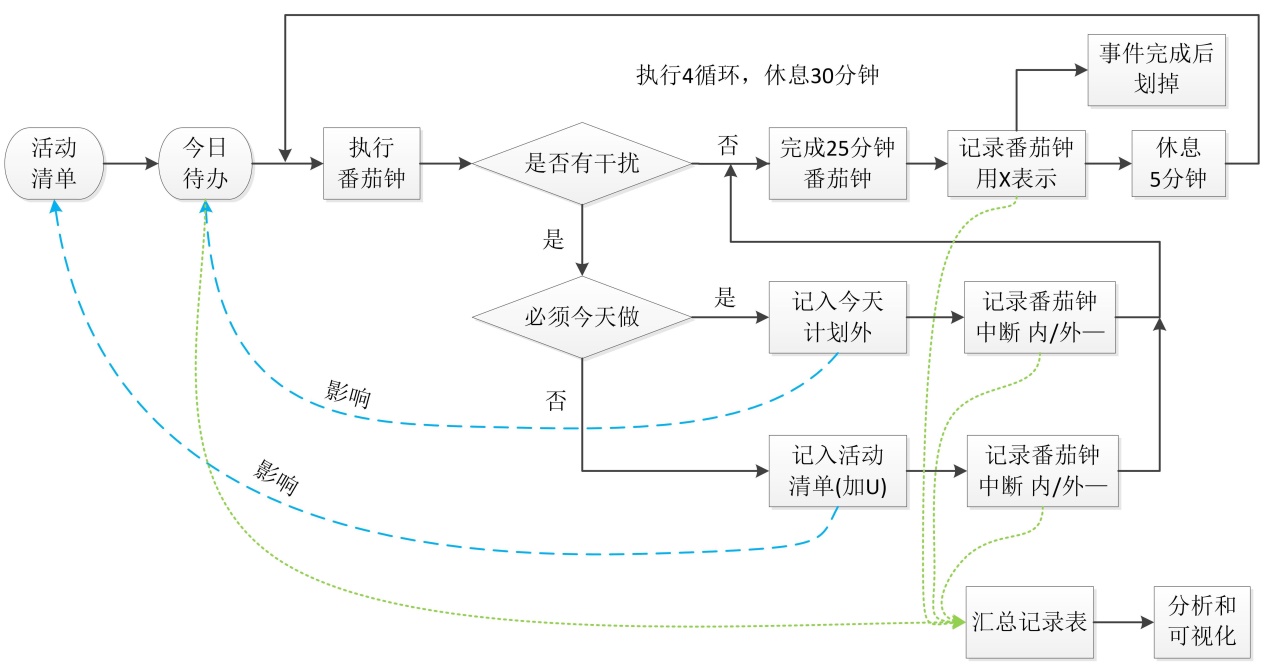 执行4循环，休息30分钟
事件完成后
划掉
活动
清单
今日
待办
执行
番茄钟
是否有干扰
否
完成25分钟
番茄钟
记录番茄钟
用X表示
休息
5分钟
是
必须今天做
是
记入今天
计划外
记录番茄钟
中断 内/外—
影响
否
影响
记入活动
清单(加U)
记录番茄钟
中断 内/外—
汇总记录表
分析和
可视化